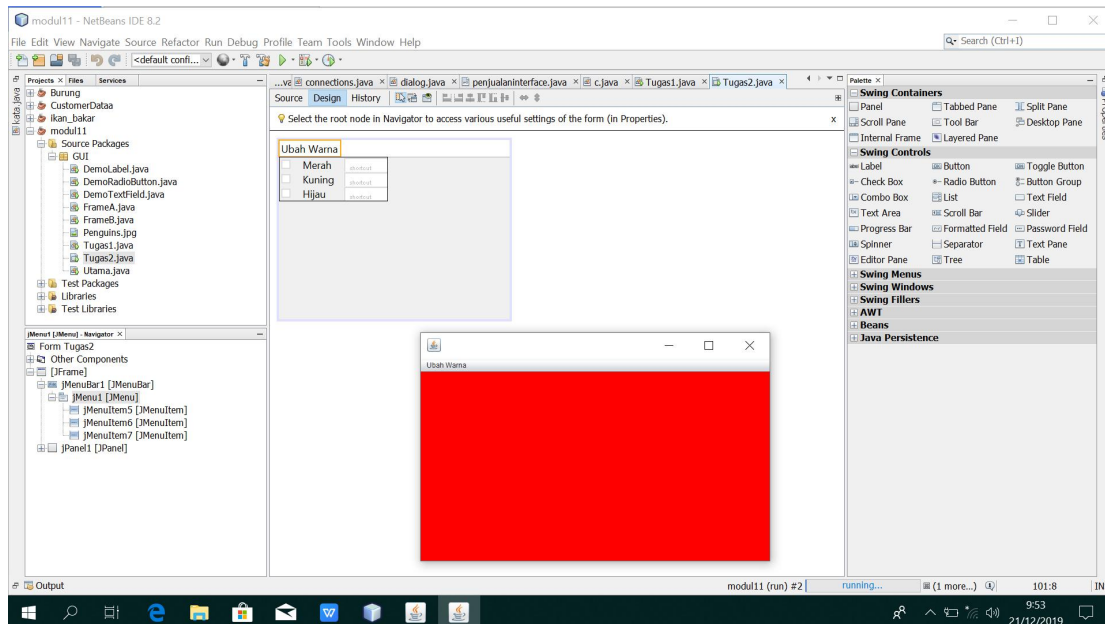 modul11 - NetBeans IDE 8.2
File Edit View Navigate Source Refactor Run Debug Profile Team Tools Window Help
Search (Ctrl+I)
<default confi...
Projects Files Services
Burung
CustomerDataa
ikan_bakar
modul11
Source Packages
GUI
DemoLabel.java
DemoRadioButton.java
DemoTextField.java
FrameA.java
FrameB.java
Penguins.jpg
Tugas1.java
Tugas2.java
Utama.java
Test Packages
Libraries
Test Libraries
kata.java
jMenu1 [JMenu] - Navigator
Form Tugas2
Other Components
[JFrame]
jMenuBar1 [JMenuBar]
jMenu1 [JMenu]
jMenuItem5 [JMenuItem]
jMenuItem6 [JMenuItem]
jMenuItem7 [JMenuItem]
jPanel1 [JPanel]
...va connections.java dialog.java penjualaninterface.java c.java Tugas1.java Tugas2.java
Source Design History
Select the root node in Navigator to access various useful settings of the form (in Properties). x
Ubah Warna
Merah shortcut
Kuning shortcut
Hijau shortcut
Ubah Warna
Palette
Swing Containers
Panel Tabbed Pane Split Pane
Scroll Pane Tool Bar Desktop Pane
Internal Frame Layered Pane
Swing Controls
Label Button Toggle Button
Check Box Radio Button Button Group
Combo Box List Text Field
Text Area Scroll Bar Slider
Progress Bar Formatted Field Password Field
Spinner Separator Text Pane
Editor Pane Tree Table
Swing Menus
Swing Windows
Swing Fillers
AWT
Beans
Java Persistence
Output
modul11 (run) #2 running... (1 more...) 101:8 IN
9:53
21/12/2019